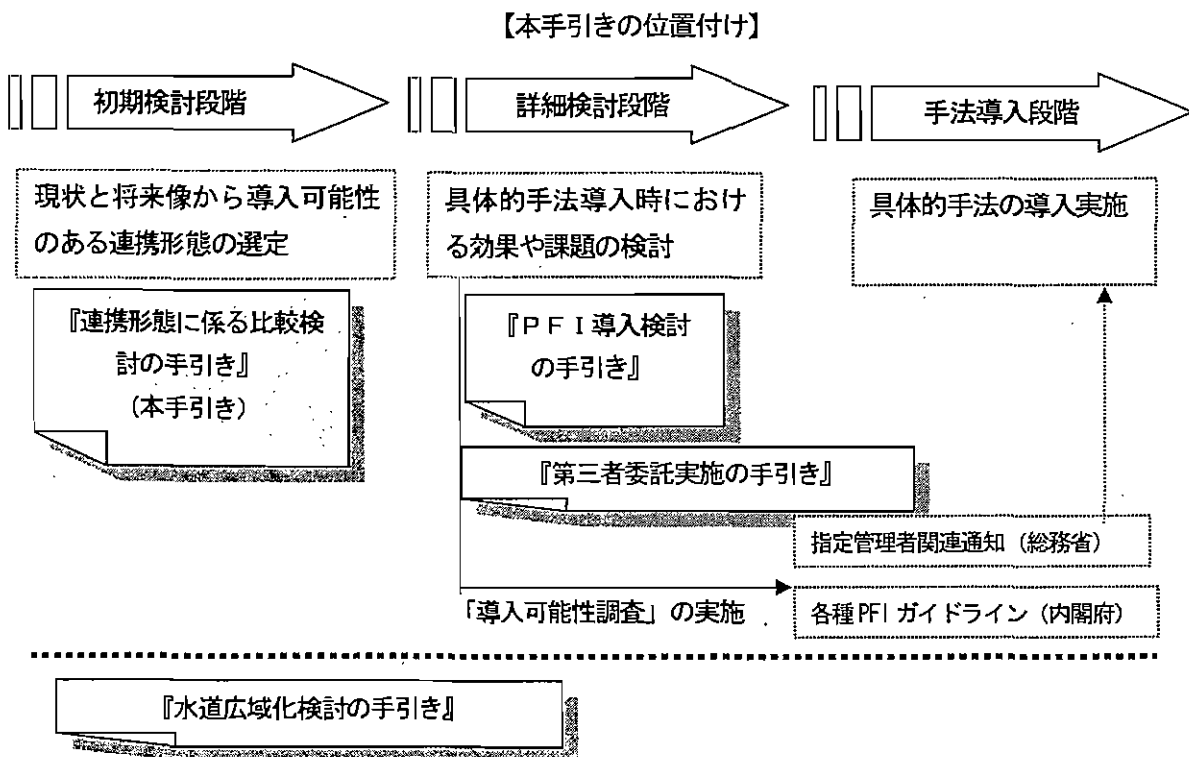 【本手引きの位置付け】
初期検討段階
詳細検討段階
手法導入段階
現状と将来像から導入可能性
のある連携形態の選定
具体的手法導入時におけ
る効果や課題の検討
具体的手法の導入実施
『連携形態に係る比較検
討の手引き』
（本手引き）
『ＰＦＩ導入検討
の手引き』
『第三者委託実施の手引き』
指定管理者関連通知（総務省）
「導入可能性調査」の実施
各種PFIガイドライン（内閣府）
『水道広域化検討の手引き』